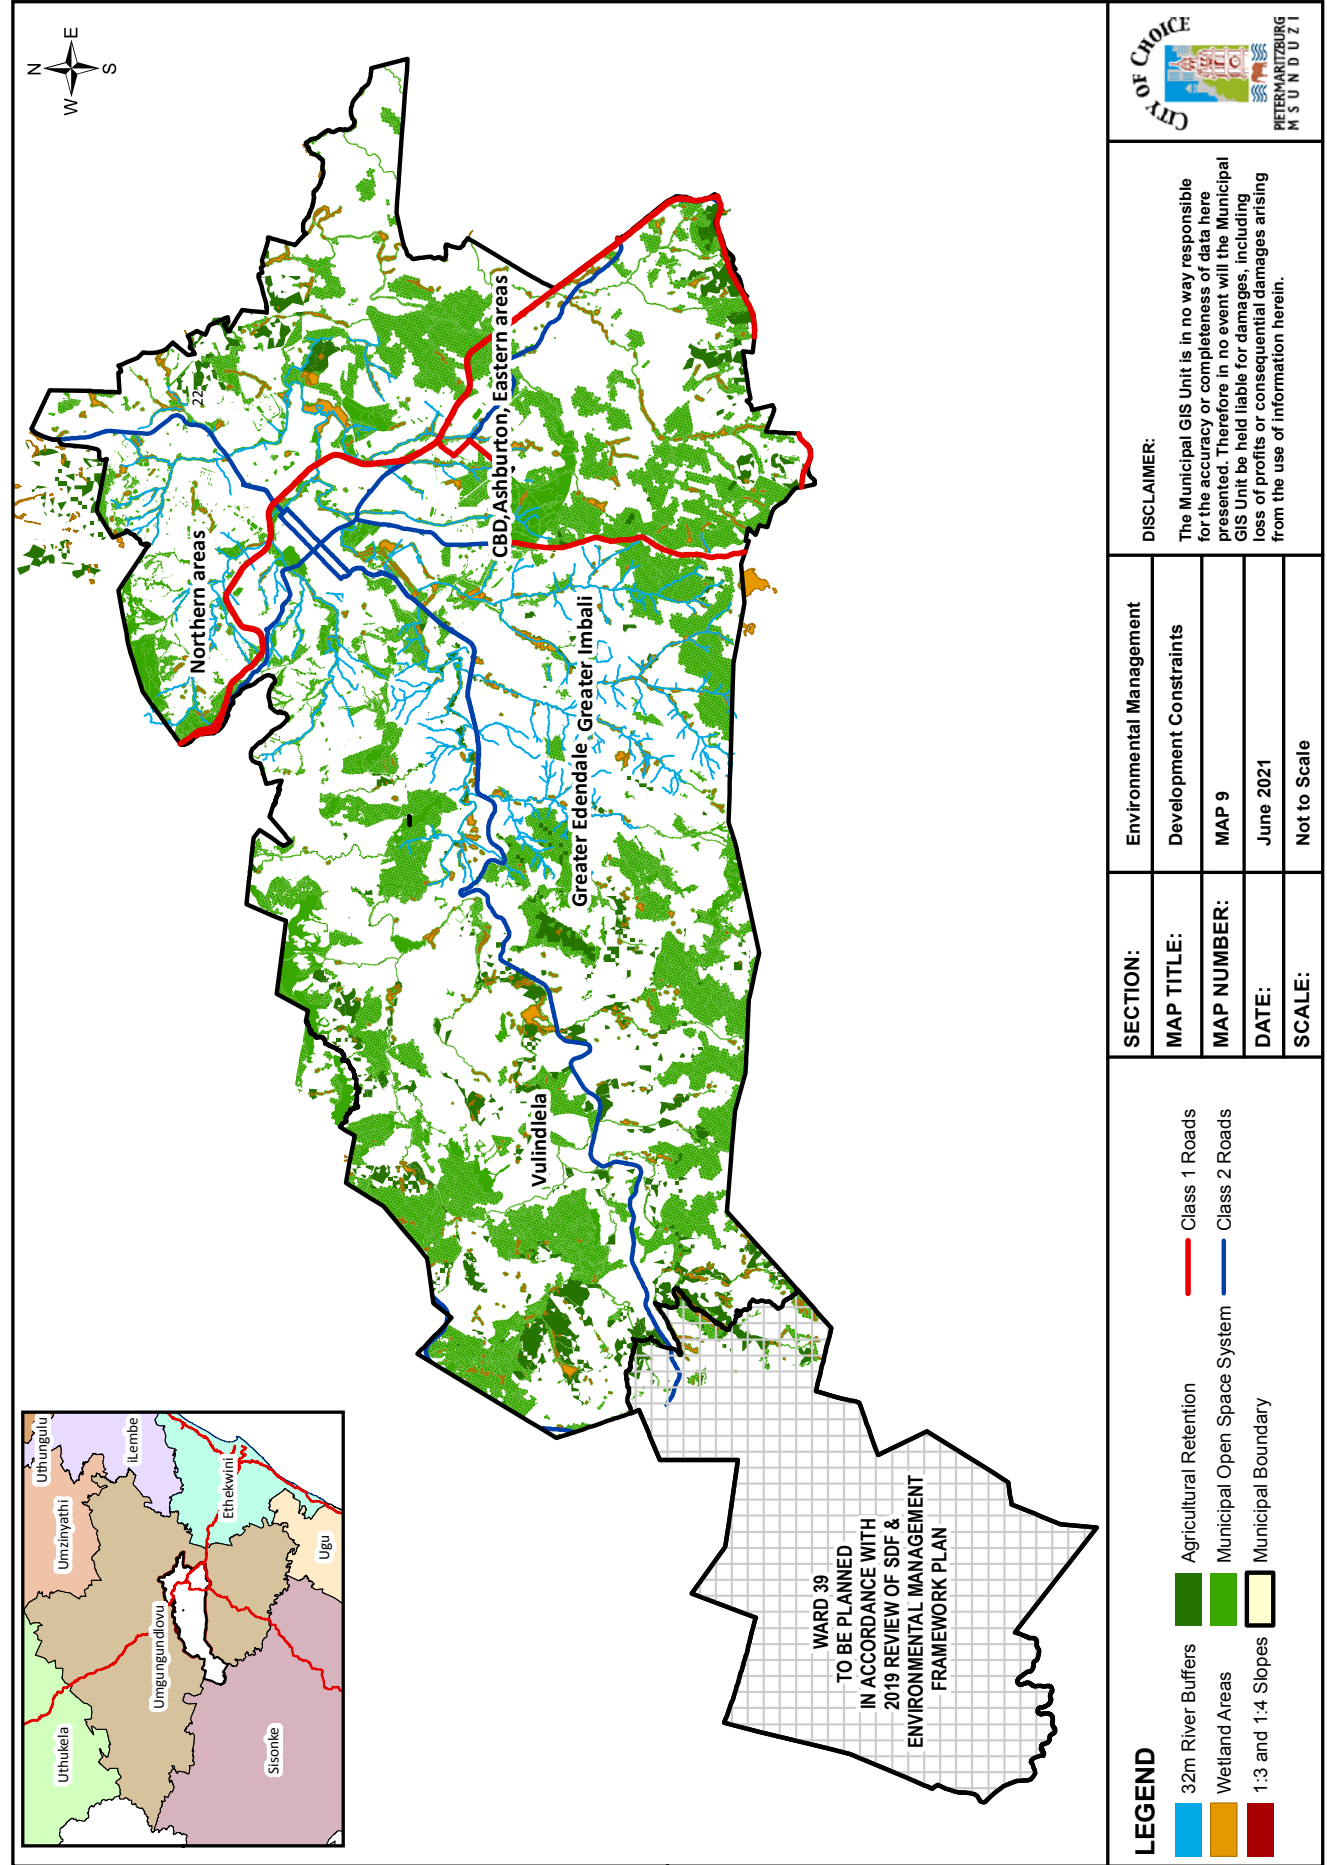 N
W
E
S
Northern areas
22
CBD,Ashburton, Eastern areas
Greater Edendale
Greater Imbali
Vulindlela
WARD 39
TO BE PLANNED
IN ACCORDANCE WITH
2019 REVIEW OF SDF &
ENVIRONMENTAL MANAGEMENT
FRAMEWORK PLAN
Uthukela
Umzinyathi
Uthungulu
iLembe
Umgungundlovu
Ethekwini
Sisonke
Ugu
LEGEND
32m River Buffers
Wetland Areas
1:3 and 1:4 Slopes
Agricultural Retention
Municipal Open Space System
Municipal Boundary
Class 1 Roads
Class 2 Roads
SECTION:
Environmental Management
MAP TITLE:
Development Constraints
MAP NUMBER:
MAP 9
DATE:
June 2021
SCALE:
Not to Scale
DISCLAIMER:
The Municipal GIS Unit is in no way responsible
for the accuracy or completeness of data here
presented. Therefore in no event will the Municipal
GIS Unit be held liable for damages, including
loss of profits or consequential damages arising
from the use of information herein.
CITY OF CHOICE
PIETERMARITZBURG
MSUNDUZI